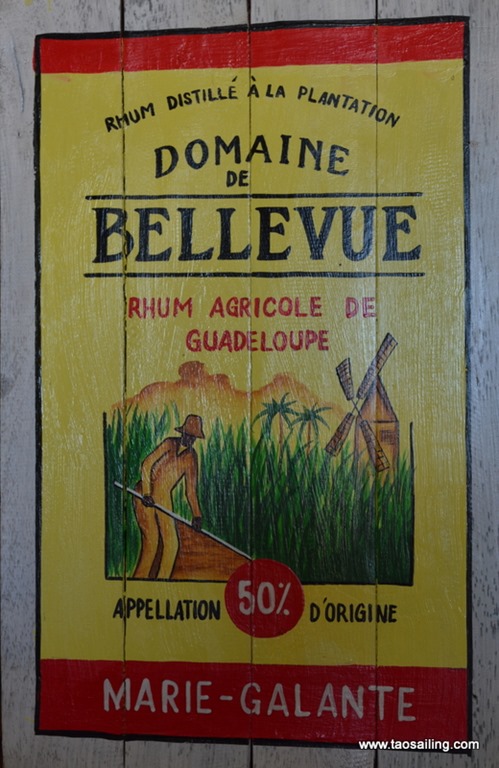 RHUM DISTILLÉ À LA PLANTATION
DOMAINE
DE
BELLEVUE
RHUM AGRICOLE DE
GUADELOUPE
APPELLATION 50% D'ORIGINE
MARIE-GALANTE
www.taosailing.com